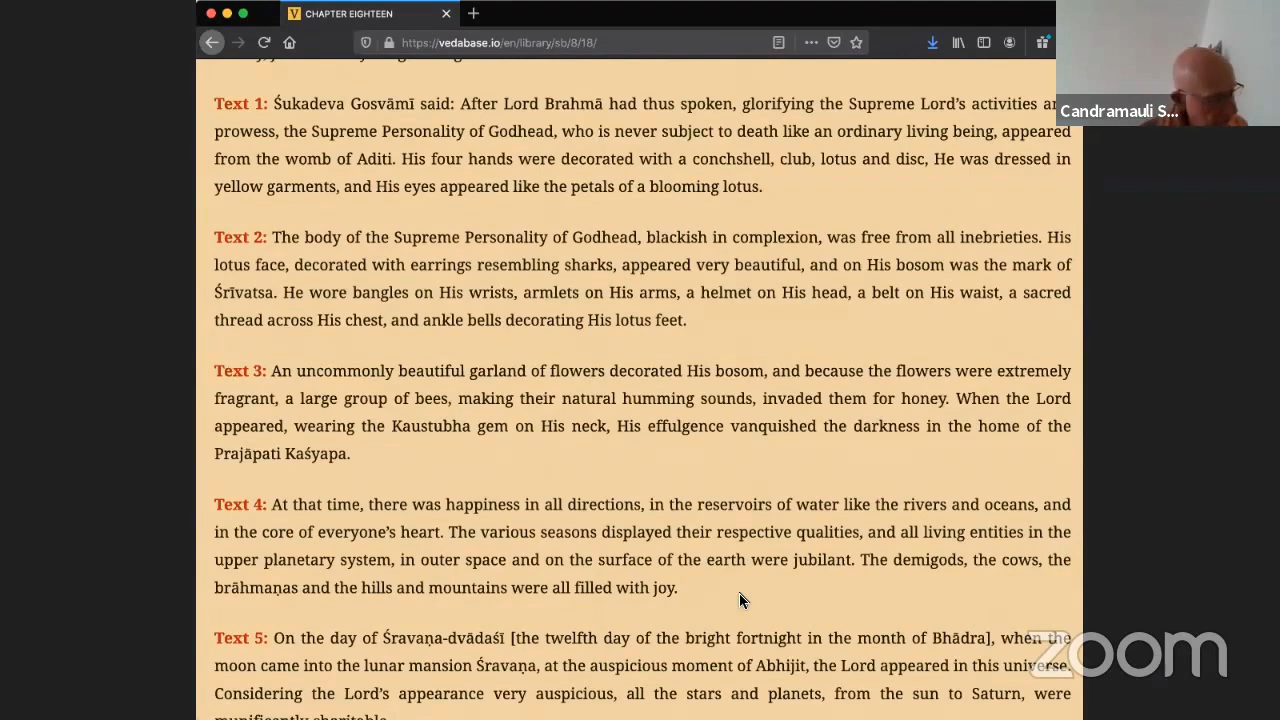 CHAPTER EIGHTEEN
https://vedabase.io/en/library/sb/8/18/
Candramauli S...
Text 1: Śukadeva Gosvāmī said: After Lord Brahmā had thus spoken, glorifying the Supreme Lord’s activities
prowess, the Supreme Personality of Godhead, who is never subject to death like an ordinary living being, appeared
from the womb of Aditi. His four hands were decorated with a conchshell, club, lotus and disc, He was dressed in
yellow garments, and His eyes appeared like the petals of a blooming lotus.
Text 2: The body of the Supreme Personality of Godhead, blackish in complexion, was free from all inebrieties. His
lotus face, decorated with earrings resembling sharks, appeared very beautiful, and on His bosom was the mark of
Śrīvatsa. He wore bangles on His wrists, armlets on His arms, a helmet on His head, a belt on His waist, a sacred
thread across His chest, and ankle bells decorating His lotus feet.
Text 3: An uncommonly beautiful garland of flowers decorated His bosom, and because the flowers were extremely
fragrant, a large group of bees, making their natural humming sounds, invaded them for honey. When the Lord
appeared, wearing the Kaustubha gem on His neck, His effulgence vanquished the darkness in the home of the
Prajāpati Kaśyapa.
Text 4: At that time, there was happiness in all directions, in the reservoirs of water like the rivers and oceans, and
in the core of everyone’s heart. The various seasons displayed their respective qualities, and all living entities in the
upper planetary system, in outer space and on the surface of the earth were jubilant. The demigods, the cows, the
brāhmaṇas and the hills and mountains were all filled with joy.
Text 5: On the day of Śravaṇa-dvādaśī [the twelfth day of the bright fortnight in the month of Bhādra], when the
moon came into the lunar mansion Śravaṇa, at the auspicious moment of Abhijit, the Lord appeared in this universe.
Considering the Lord’s appearance very auspicious, all the stars and planets, from the sun to Saturn, were
munificently charitable.
zoom